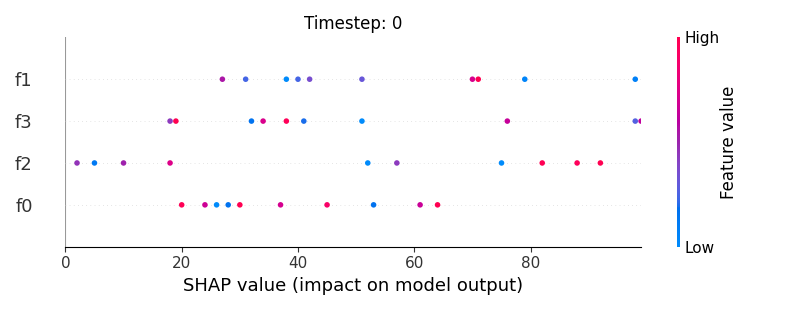 Timestep: 0
High
f1
f3
f2
f0
Feature value
Low
0 20 40 60 80
SHAP value (impact on model output)